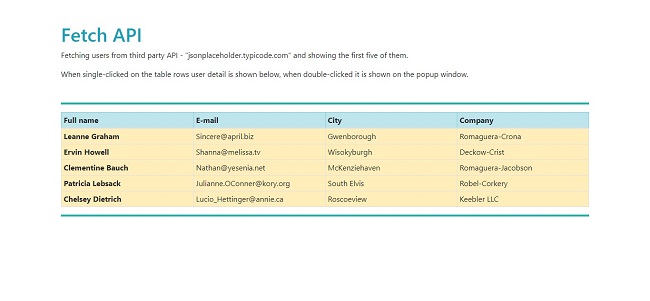 Fetch API
Fetching users from third party API - "jsonplaceholder.typicode.com" and showing the first five of them.
When single-clicked on the table rows user detail is shown below, when double-clicked it is shown on the popup window.
Full name E-mail City Company
Leanne Graham Sincere@april.biz Gwenborough Romaguera-Crona
Ervin Howell Shanna@melissa.tv Wisokyburgh Deckow-Crist
Clementine Bauch Nathan@yesenia.net McKenziehaven Romaguera-Jacobson
Patricia Lebsack Julianne.OConner@kory.org South Elvis Robel-Corkery
Chelsey Dietrich Lucio_Hettinger@annie.ca Roscoeview Keebler LLC